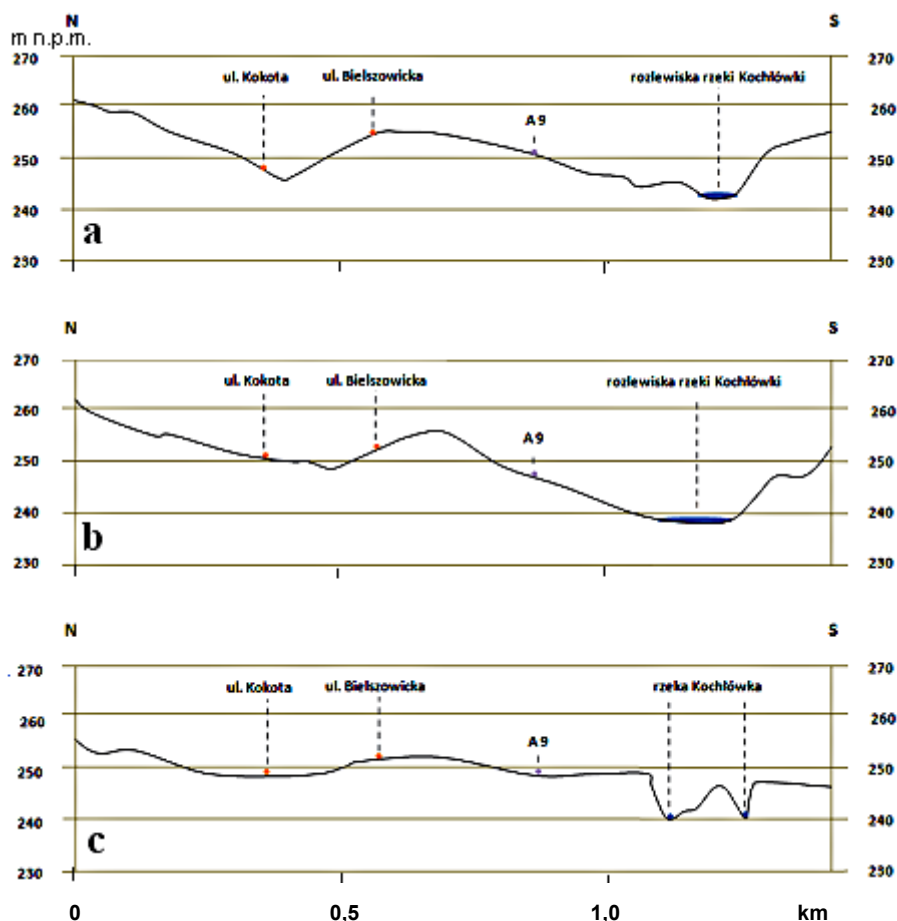 N S
m n.p.m.
270 270
ul. Kokota ul. Bielszowicka rozlewiska rzeki Kochłówki
260 260
A 9
250 250
240 240
a
230 230
N S
270 270
ul. Kokota ul. Bielszowicka rozlewiska rzeki Kochłówki
260 260
A 9
250 250
240 240
b
230 230
N S
270 270
ul. Kokota ul. Bielszowicka rzeka Kochłówka
260 260
A 9
250 250
240 240
c
230 230
0 0,5 1,0 km